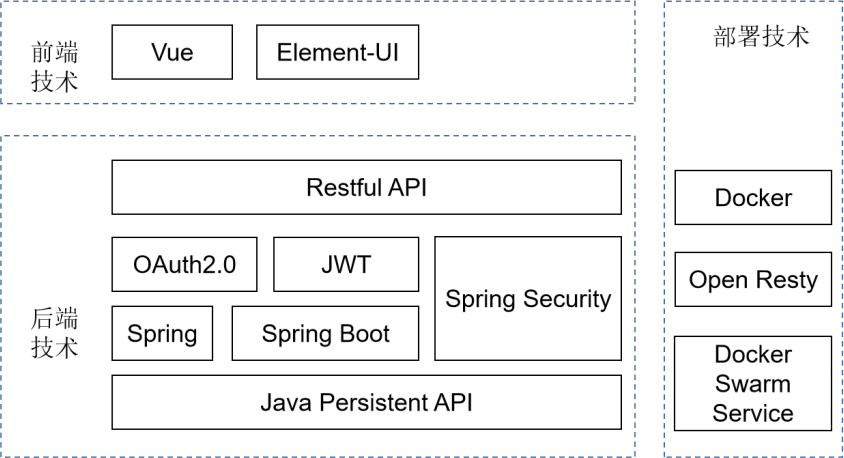 前端
技术
Vue
Element-UI
部署技术
Restful API
OAuth2.0
JWT
Spring Security
后端
技术
Spring
Spring Boot
Java Persistent API
Docker
Open Resty
Docker
Swarm
Service